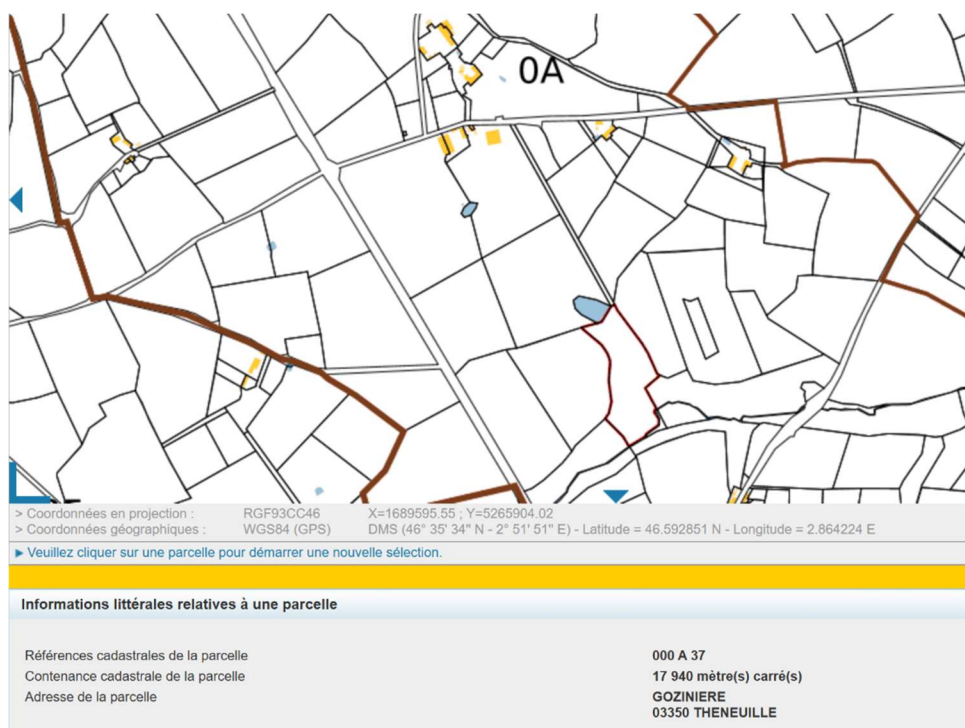 0A
> Coordonnées en projection : RGF93CC46 X=1689595.55 ; Y=5265904.02
> Coordonnées géographiques : WGS84 (GPS) DMS (46° 35' 34" N - 2° 51' 51" E) - Latitude = 46.592851 N - Longitude = 2.864224 E
► Veuillez cliquer sur une parcelle pour démarrer une nouvelle sélection.
Informations littérales relatives à une parcelle
Références cadastrales de la parcelle 000 A 37
Contenance cadastrale de la parcelle 17 940 mètre(s) carré(s)
Adresse de la parcelle GOZINIERE
03350 THENEUILLE